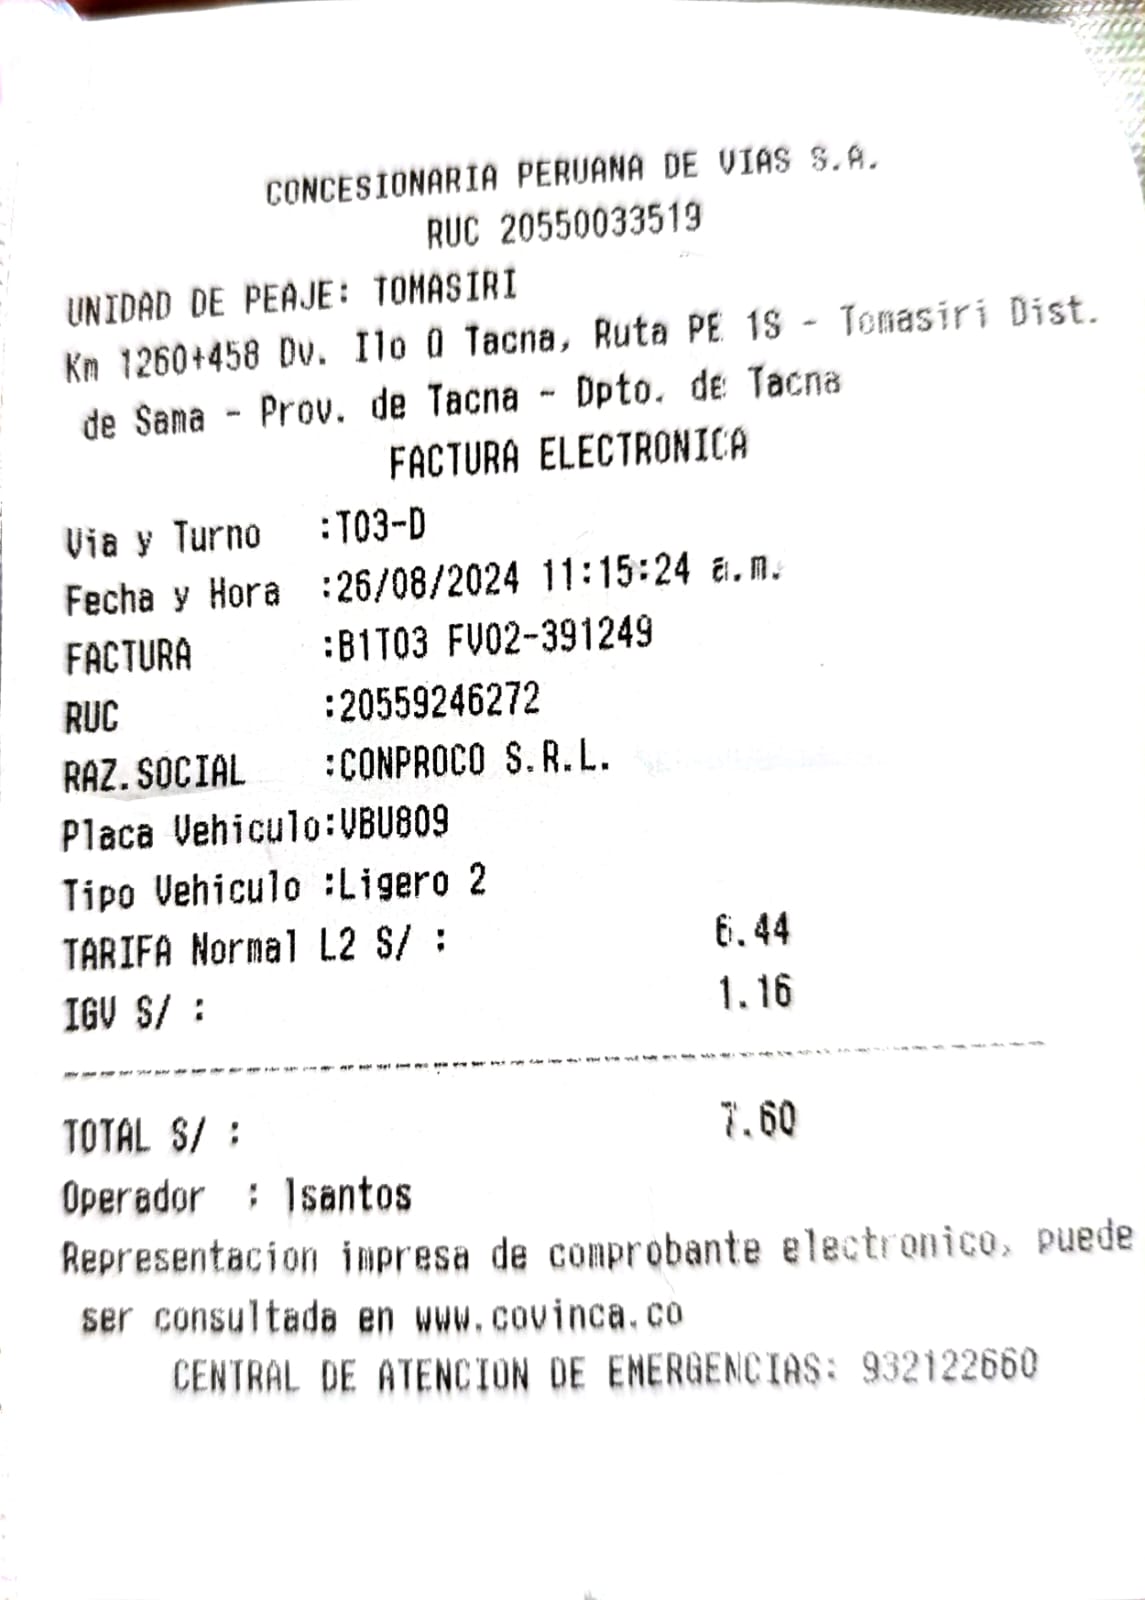 CONCESIONARIA PERUANA DE VIAS S.A.
RUC 20550033519
UNIDAD DE PEAJE: TOMASIRI
Km 1260+458 Dv. Ilo O Tacna, Ruta PE 1S - Tomasiri Dist.
de Sama - Prov. de Tacna - Dpto. de Tacna
FACTURA ELECTRONICA
Via y Turno :T03-D
Fecha y Hora :26/08/2024 11:15:24 a.m.
FACTURA :B1T03 FV02-391249
RUC :20559246272
RAZ.SOCIAL :CONPROCO S.R.L.
Placa Vehiculo:VBU809
Tipo Vehiculo :Ligero 2
TARIFA Normal L2 S/ : 6.44
IGV S/ : 1.16
TOTAL S/ : 7.60
Operador : lsantos
Representacion impresa de comprobante electronico, puede
ser consultada en www.covinca.co
CENTRAL DE ATENCION DE EMERGENCIAS: 932122660